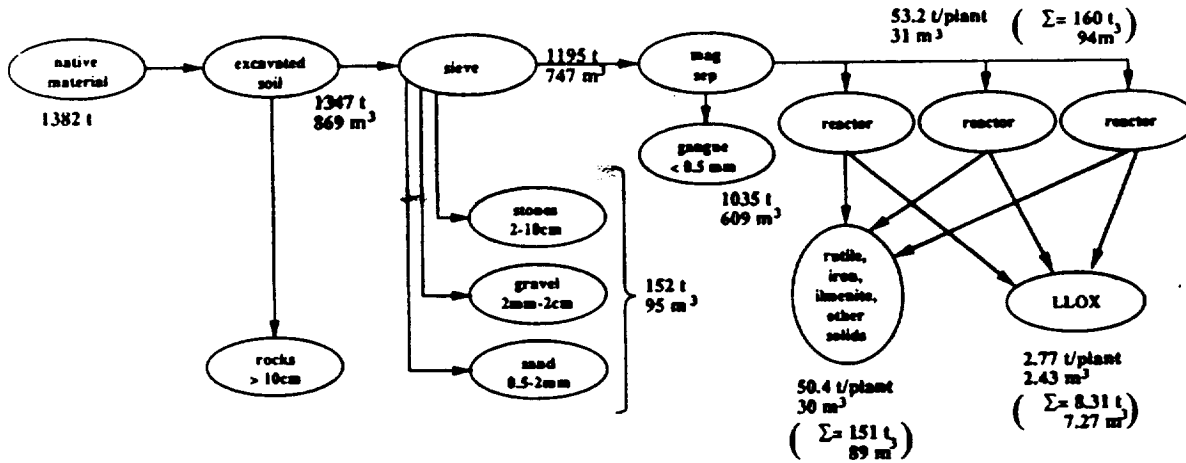 53.2 t/plant ( Σ= 160 t
31 m³ 94m³ )
native
material
1382 t
excavated
soil
1347 t
869 m³
sieve
1195 t
747 m³
mag
sep
reactor
reactor
reactor
gangue
< 0.5 mm
1035 t
609 m³
stones
2-10cm
gravel
2mm-2cm
sand
0.5-2mm
152 t
95 m³
rocks
> 10cm
rutile,
iron,
ilmenite,
other
solids
LLOX
50.4 t/plant
30 m³
( Σ= 151 t
89 m³ )
2.77 t/plant
2.43 m³
( Σ= 8.31 t
7.27 m³ )